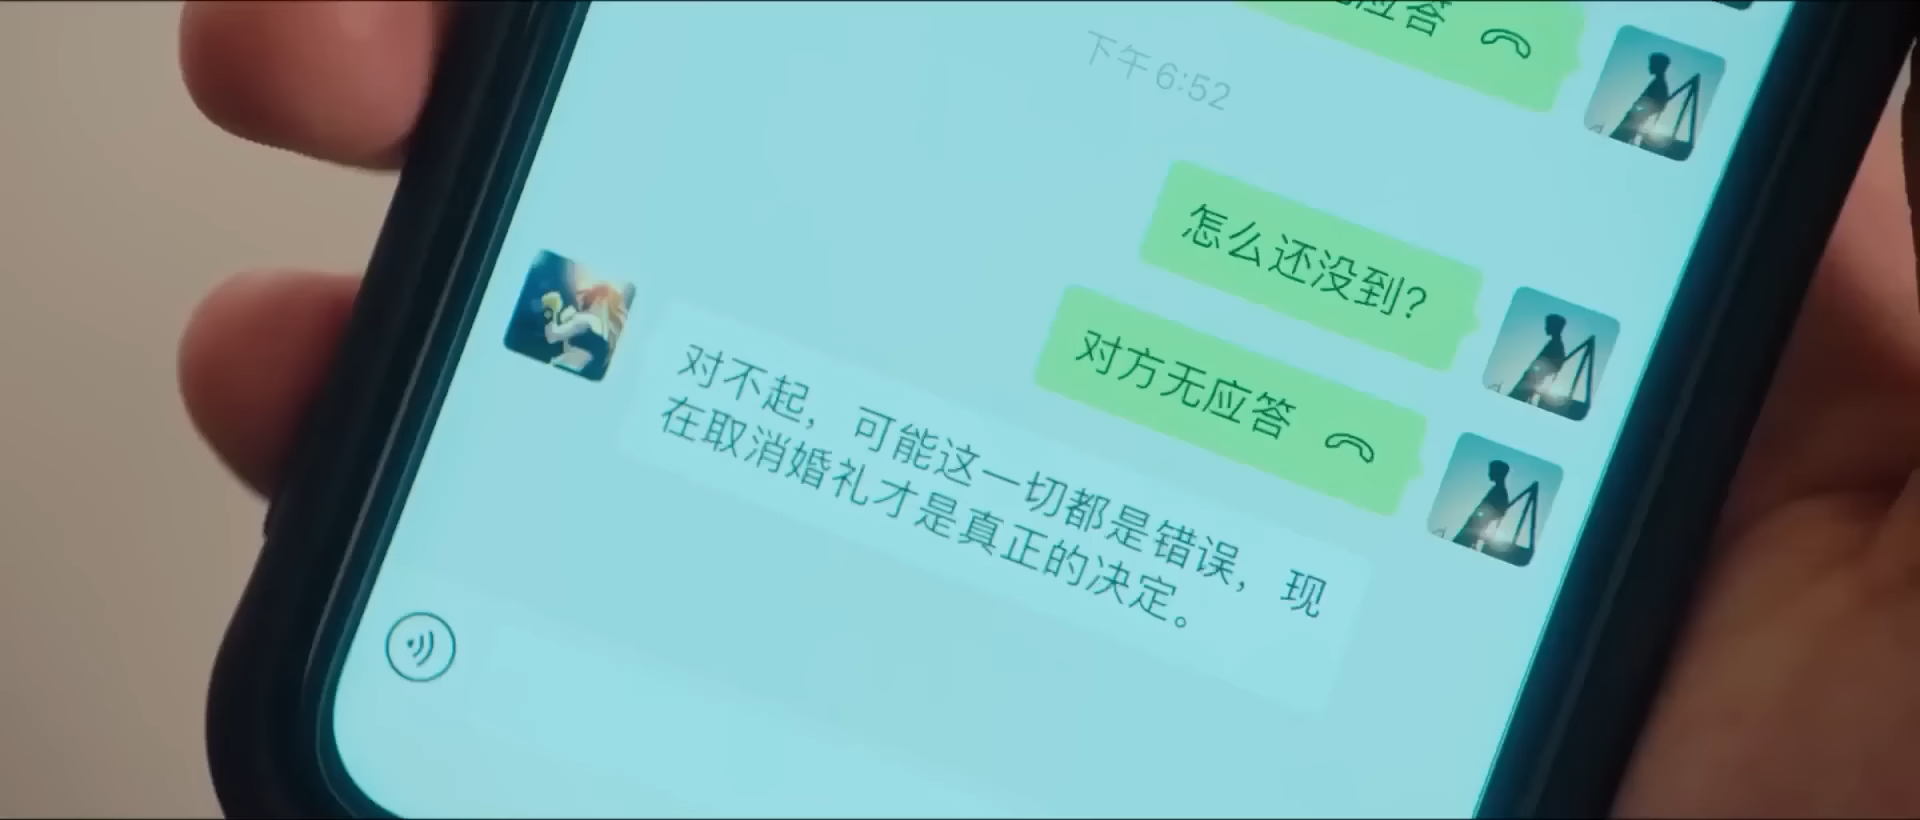 应答
下午6:52
怎么还没到?
对方无应答
对不起，可能这一切都是错误，现
在取消婚礼才是真正的决定。